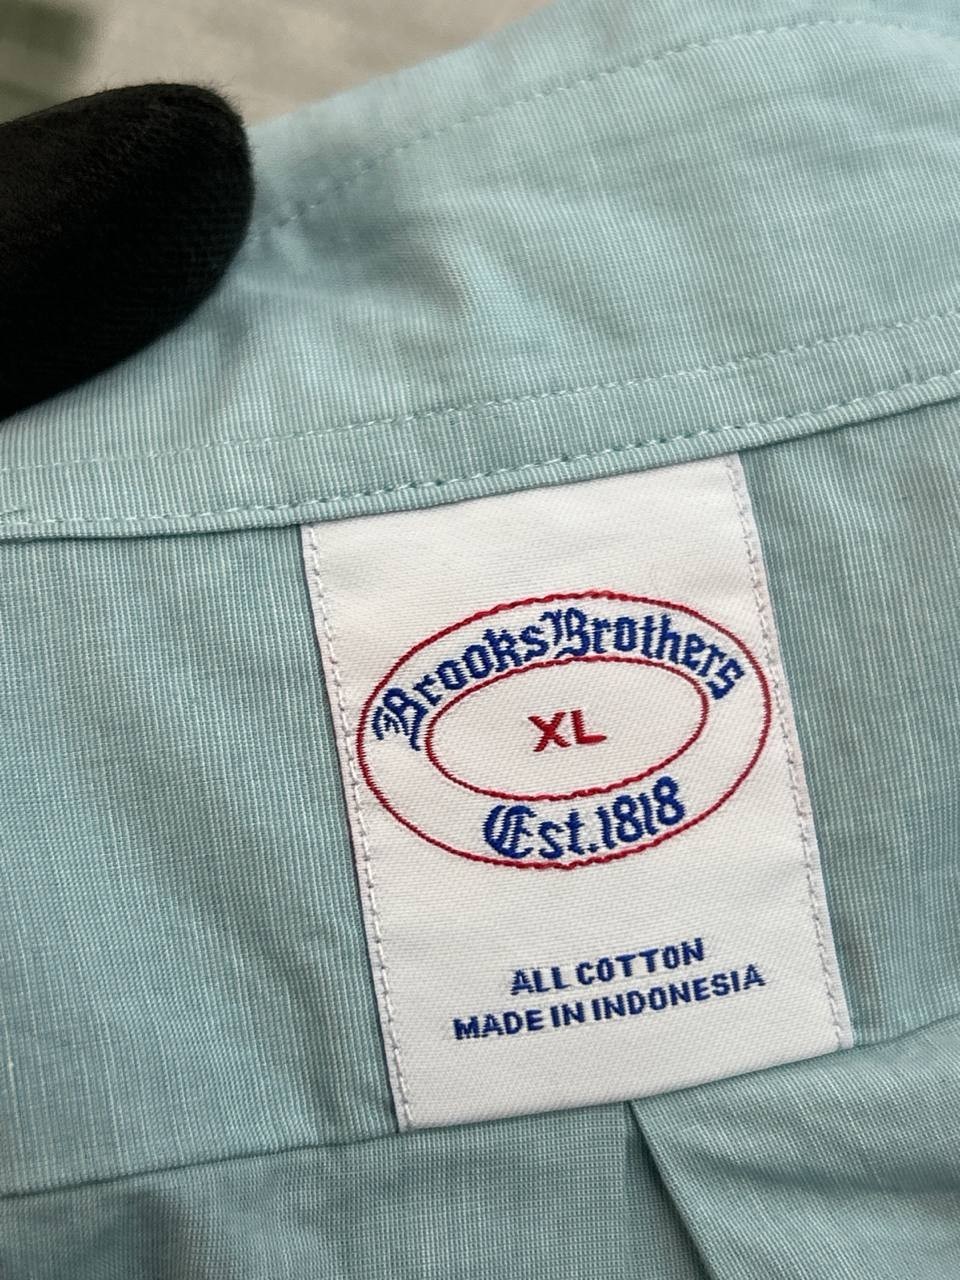 Brooks Brothers
XL
Est. 1818
ALL COTTON
MADE IN INDONESIA